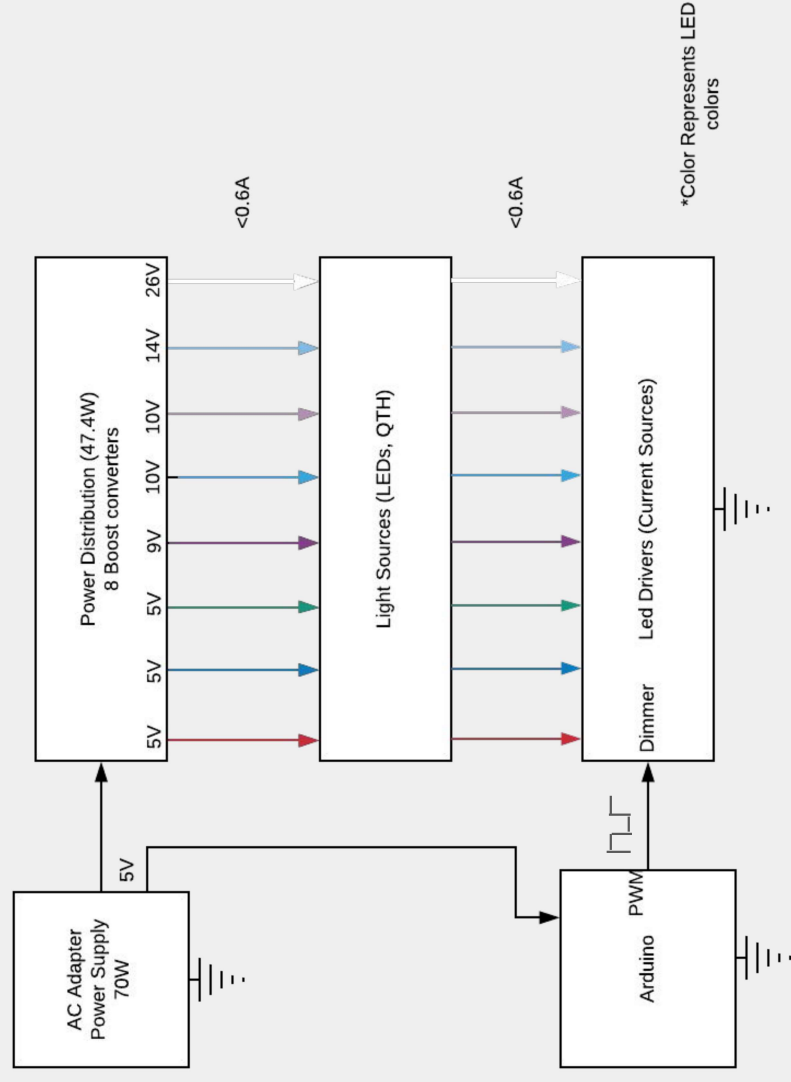 AC Adapter
Power Supply
70W
5V
Power Distribution (47.4W)
8 Boost converters
5V
5V
5V
9V
10V
10V
14V
26V
<0.6A
Light Sources (LEDs, QTH)
<0.6A
Arduino
PWM
Dimmer
Led Drivers (Current Sources)
*Color Represents LED
colors